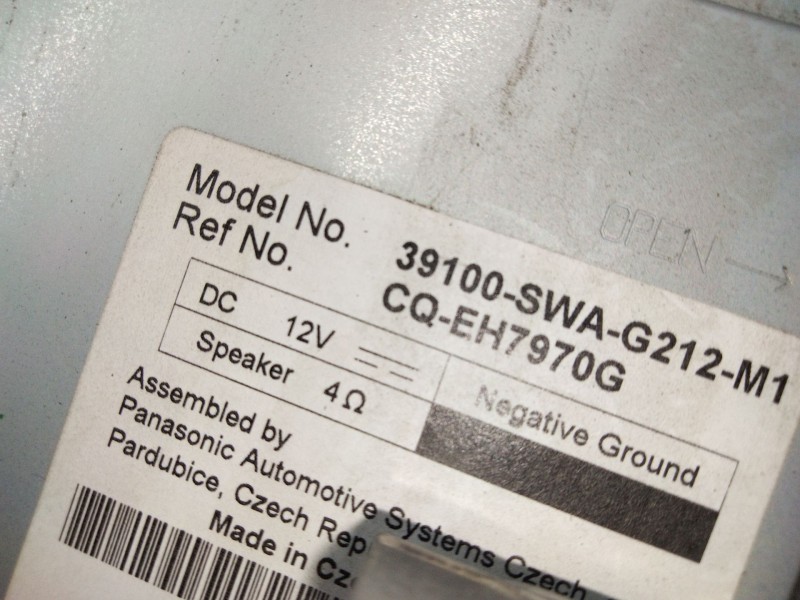 OPEN →
Model No. 39100-SWA-G212-M1
Ref No. CQ-EH7970G
DC 12V Negative Ground
Speaker 4Ω
Assembled by
Panasonic Automotive Systems Czech
Pardubice, Czech Rep
Made in